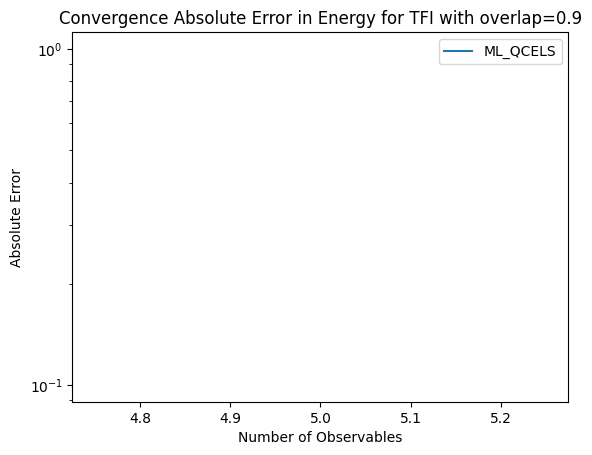 Convergence Absolute Error in Energy for TFI with overlap=0.9
ML_QCELS
10⁰
Absolute Error
10⁻¹
4.8 4.9 5.0 5.1 5.2
Number of Observables